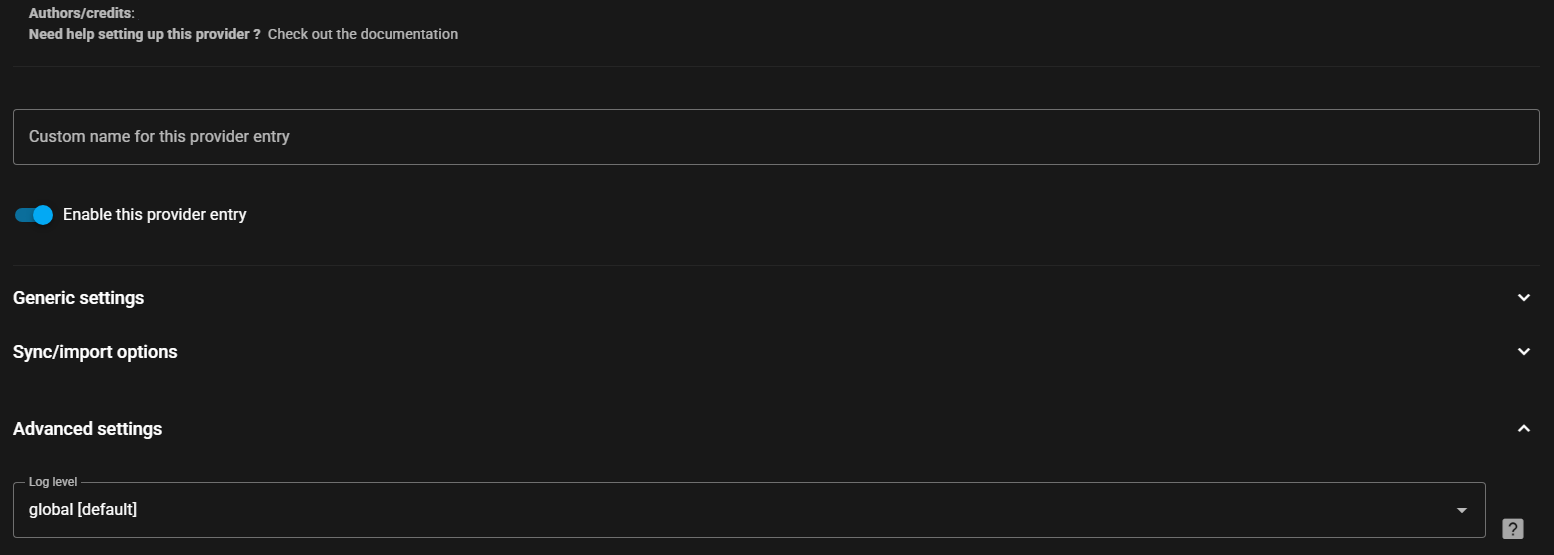 Authors/credits:
Need help setting up this provider ? Check out the documentation
Custom name for this provider entry
Enable this provider entry
Generic settings
Sync/import options
Advanced settings
Log level
global [default]
?